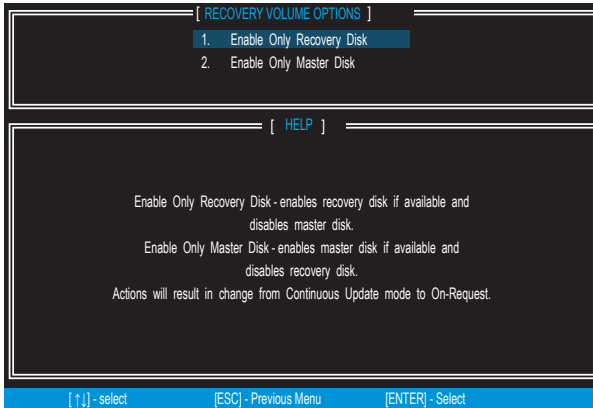 [ RECOVERY VOLUME OPTIONS ]
1. Enable Only Recovery Disk
2. Enable Only Master Disk
[ HELP ]
Enable Only Recovery Disk - enables recovery disk if available and
disables master disk.
Enable Only Master Disk - enables master disk if available and
disables recovery disk.
Actions will result in change from Continuous Update mode to On-Request.
[↑↓] - select [ESC] - Previous Menu [ENTER] - Select